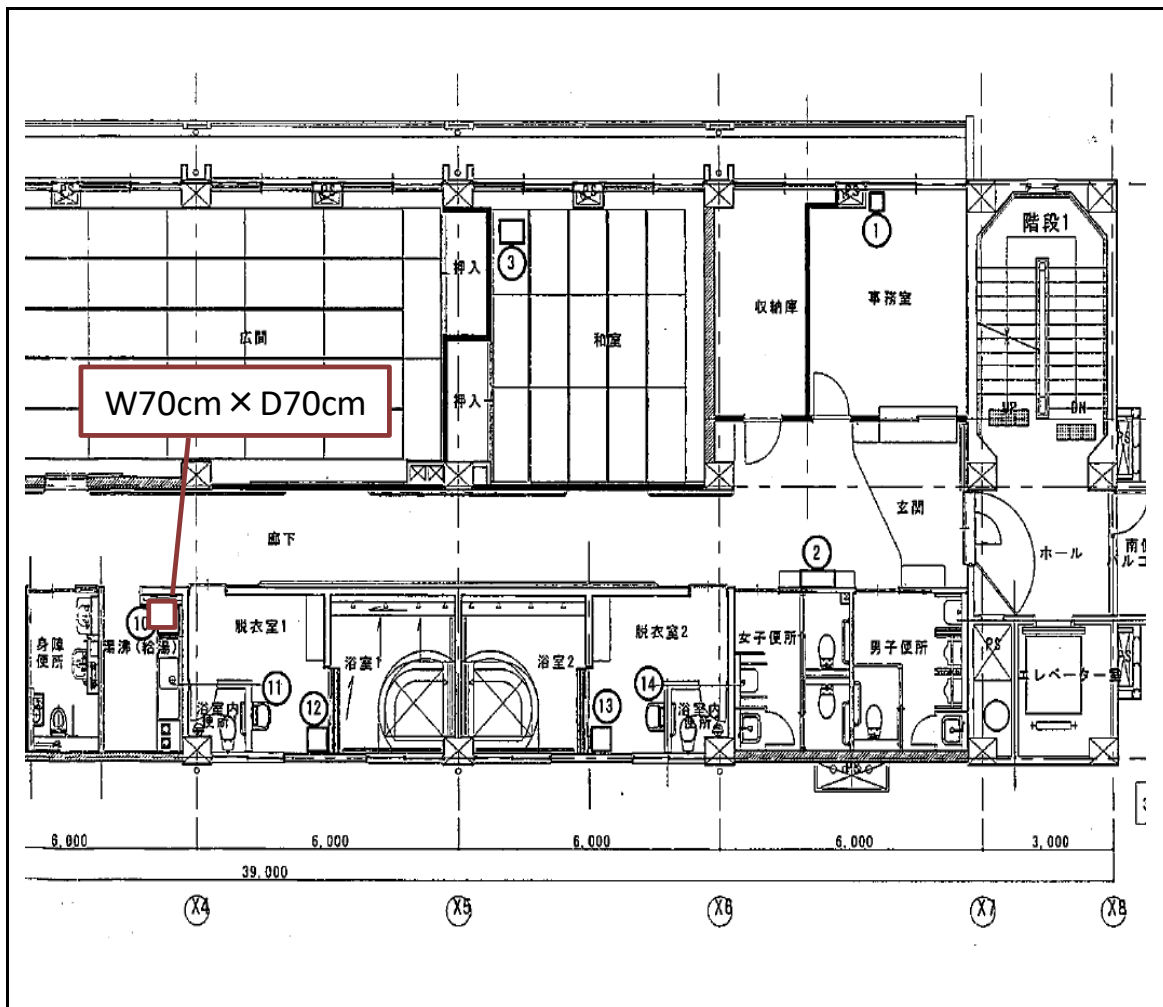 PS
PS
PS
PS
階段1
1
3
押入
収納庫
事務室
広間
和室
W70cm×D70cm
押入
UP
DN
PS
玄関
廊下
2
ホール
10
脱衣室1
脱衣室2
身障
便所
湯沸(給湯)
浴室1
浴室2
女子便所
男子便所
PS
PS
エレベーター室
11
12
浴室内
便所
13
14
浴室内
便所
PS
6,000
6,000
6,000
6,000
3,000
39,000
X4
X5
X6
X7
X8